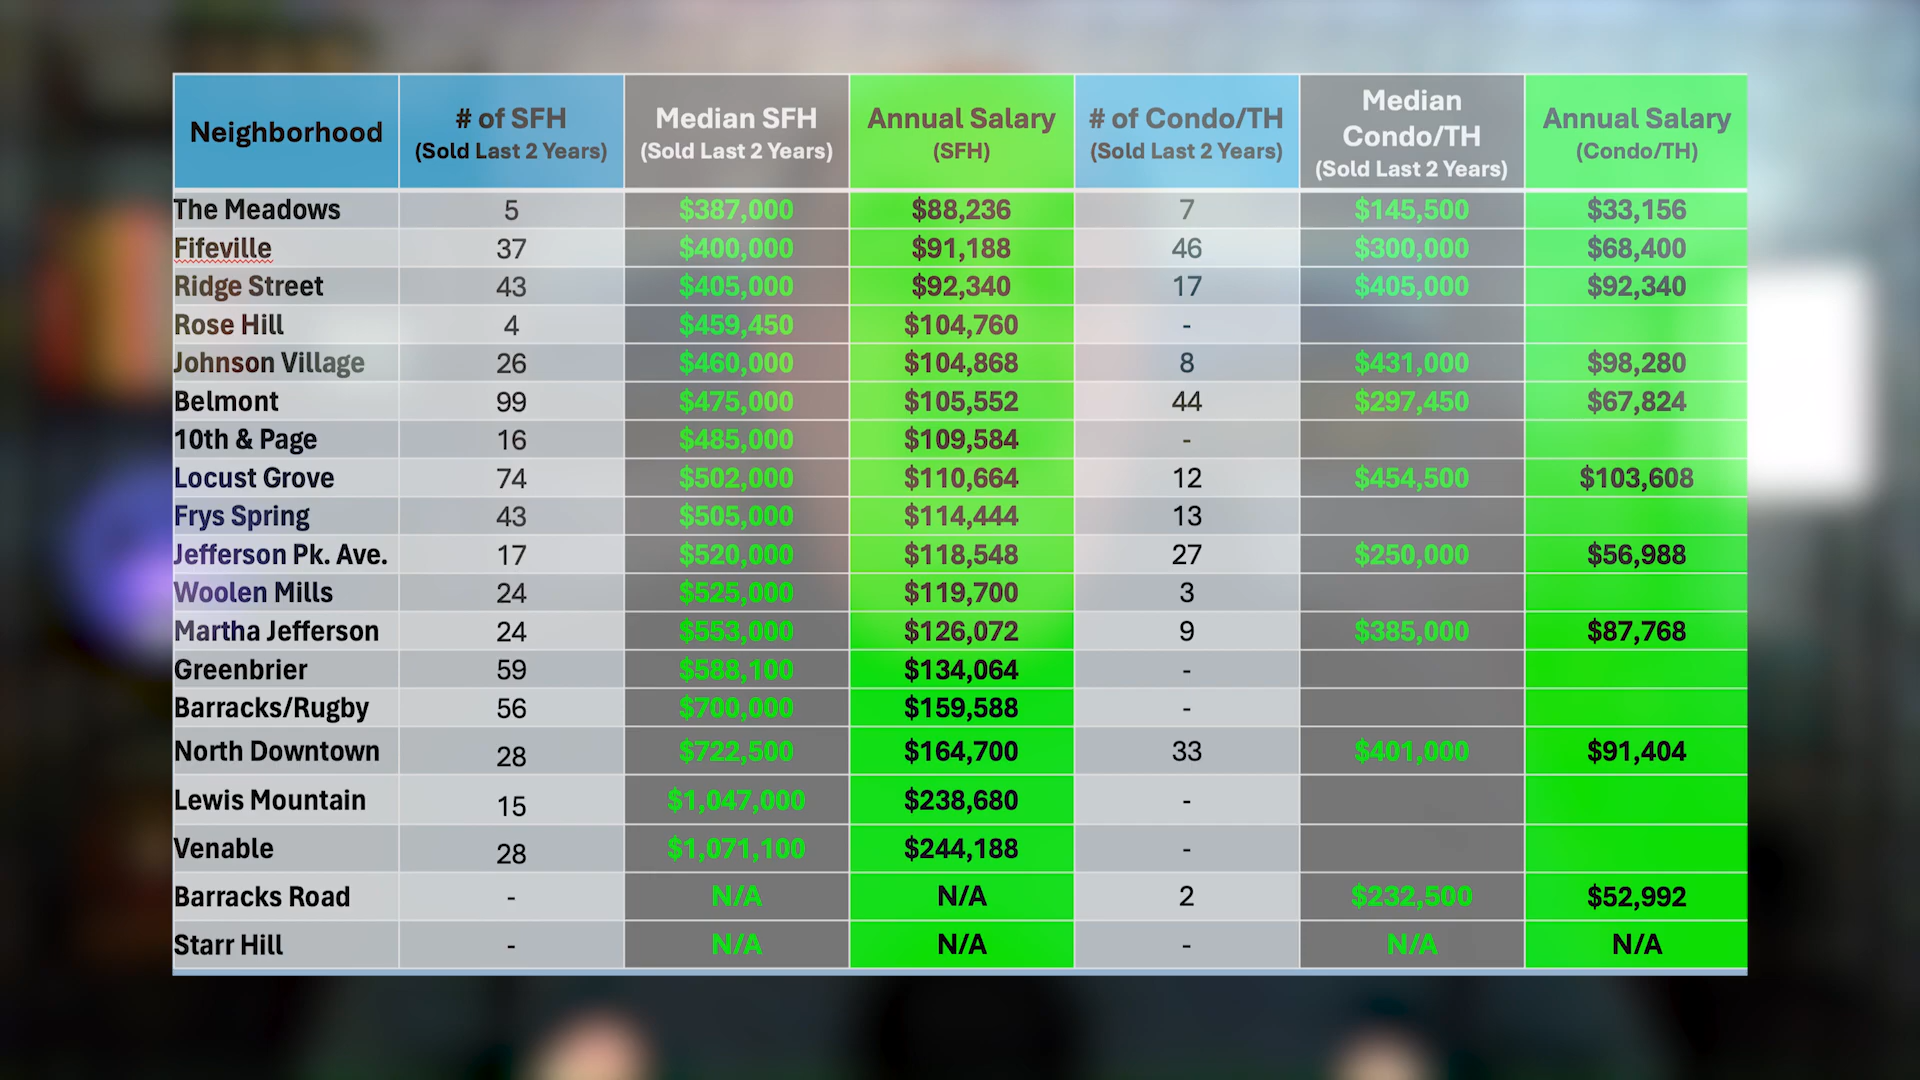 Neighborhood # of SFH (Sold Last 2 Years) Median SFH (Sold Last 2 Years) Annual Salary (SFH) # of Condo/TH (Sold Last 2 Years) Median Condo/TH (Sold Last 2 Years) Annual Salary (Condo/TH)
The Meadows 5 $387,000 $88,236 7 $145,500 $33,156
Fifeville 37 $400,000 $91,188 46 $300,000 $68,400
Ridge Street 43 $405,000 $92,340 17 $405,000 $92,340
Rose Hill 4 $459,450 $104,760 -
Johnson Village 26 $460,000 $104,868 8 $431,000 $98,280
Belmont 99 $475,000 $105,552 44 $297,450 $67,824
10th & Page 16 $485,000 $109,584 -
Locust Grove 74 $502,000 $110,664 12 $454,500 $103,608
Frys Spring 43 $505,000 $114,444 13
Jefferson Pk. Ave. 17 $520,000 $118,548 27 $250,000 $56,988
Woolen Mills 24 $525,000 $119,700 3
Martha Jefferson 24 $553,000 $126,072 9 $385,000 $87,768
Greenbrier 59 $588,100 $134,064 -
Barracks/Rugby 56 $700,000 $159,588 -
North Downtown 28 $722,500 $164,700 33 $401,000 $91,404
Lewis Mountain 15 $1,047,000 $238,680 -
Venable 28 $1,071,100 $244,188 -
Barracks Road - N/A N/A 2 $232,500 $52,992
Starr Hill - N/A N/A - N/A N/A